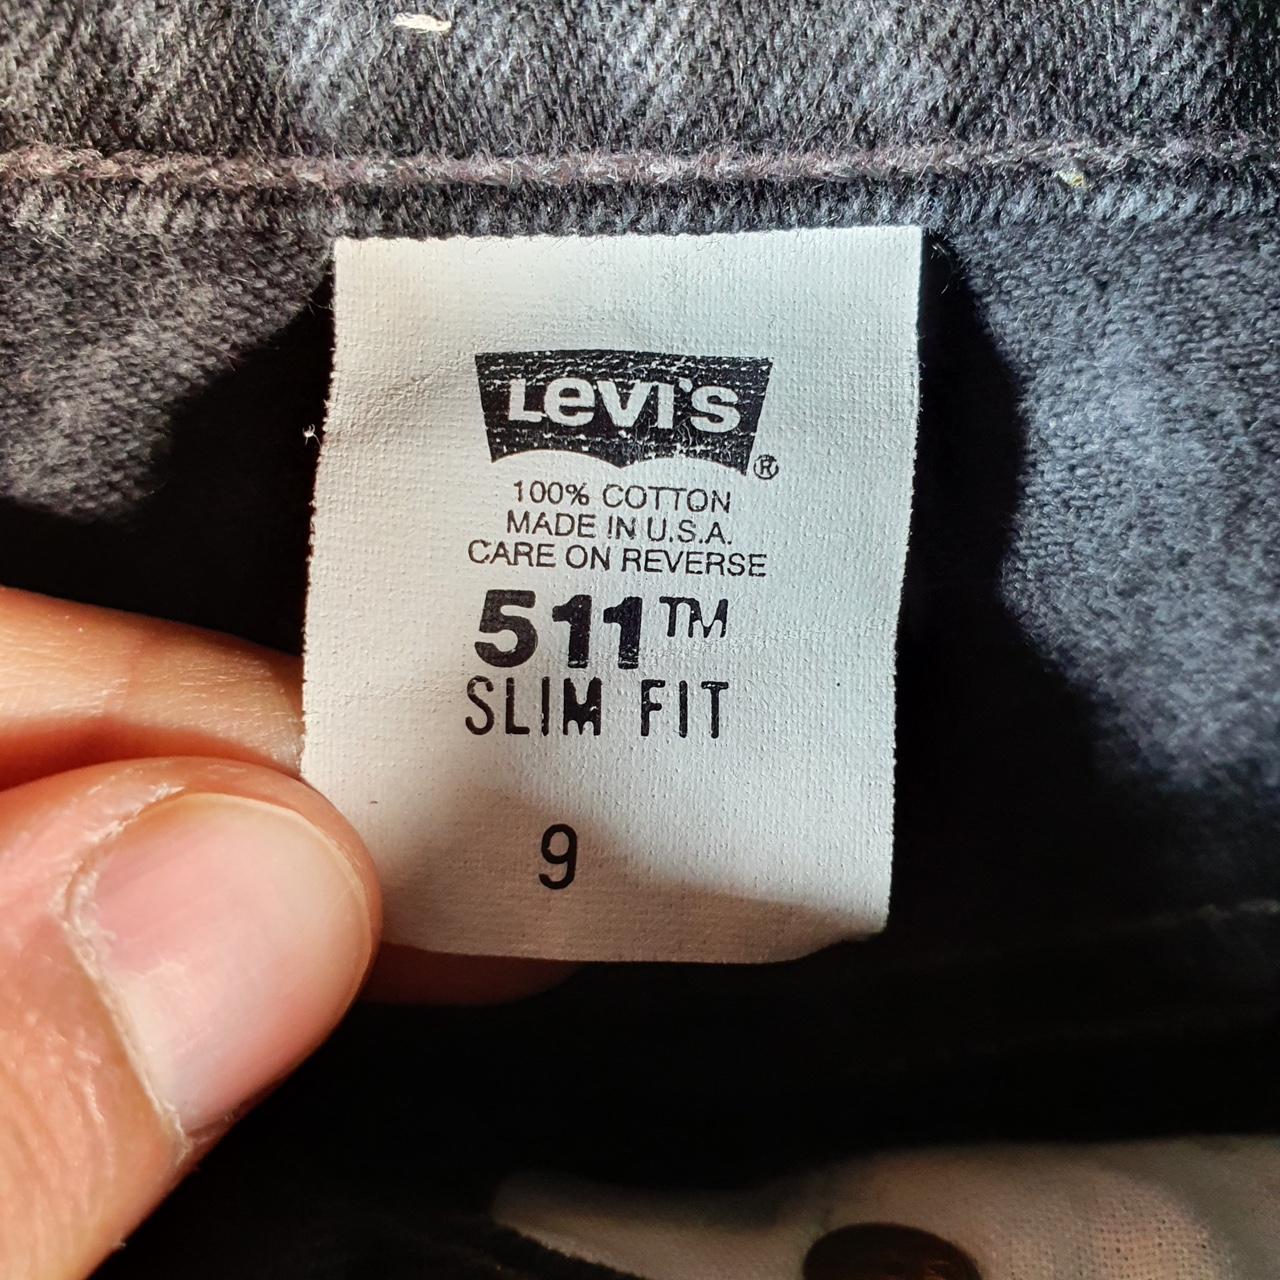 Levi's ®
100% COTTON
MADE IN U.S.A.
CARE ON REVERSE
511™
SLIM FIT
9